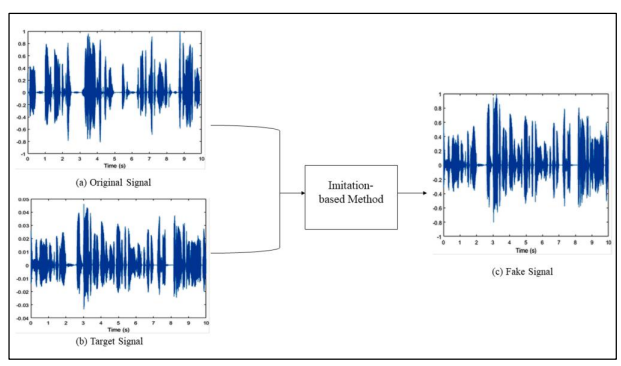 1
0.8
0.6
0.4
0.2
0
-0.2
-0.4
-0.6
-0.8
-1
0 1 2 3 4 5 6 7 8 9 10
Time (s)
(a) Original Signal
0.05
0.04
0.03
0.02
0.01
0
-0.01
-0.02
-0.03
-0.04
0 1 2 3 4 5 6 7 8 9 10
Time (s)
(b) Target Signal
Imitation-
based Method
1
0.8
0.6
0.4
0.2
0
-0.2
-0.4
-0.6
-0.8
-1
0 1 2 3 4 5 6 7 8 9 10
Time (s)
(c) Fake Signal